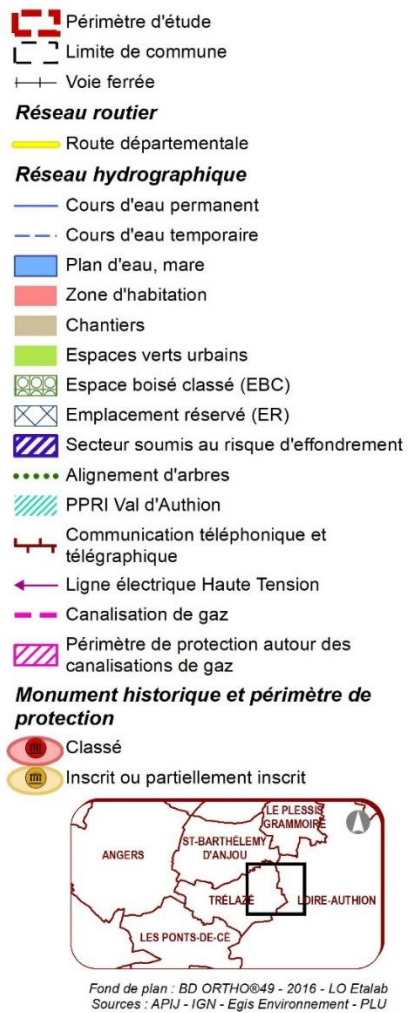 Périmètre d'étude
Limite de commune
Voie ferrée
Réseau routier
Route départementale
Réseau hydrographique
Cours d'eau permanent
Cours d'eau temporaire
Plan d'eau, mare
Zone d'habitation
Chantiers
Espaces verts urbains
Espace boisé classé (EBC)
Emplacement réservé (ER)
Secteur soumis au risque d'effondrement
Alignement d'arbres
PPRI Val d'Authion
Communication téléphonique et
télégraphique
Ligne électrique Haute Tension
Canalisation de gaz
Périmètre de protection autour des
canalisations de gaz
Monument historique et périmètre de
protection
Classé
Inscrit ou partiellement inscrit
LE PLESSIS
GRAMMOIRE
ST-BARTHÉLEMY
D'ANJOU
ANGERS
TRÉLAZÉ
LOIRE-AUTHION
LES PONTS-DE-CÉ
Fond de plan : BD ORTHO®49 - 2016 - LO Etalab
Sources : APIJ - IGN - Egis Environnement - PLU